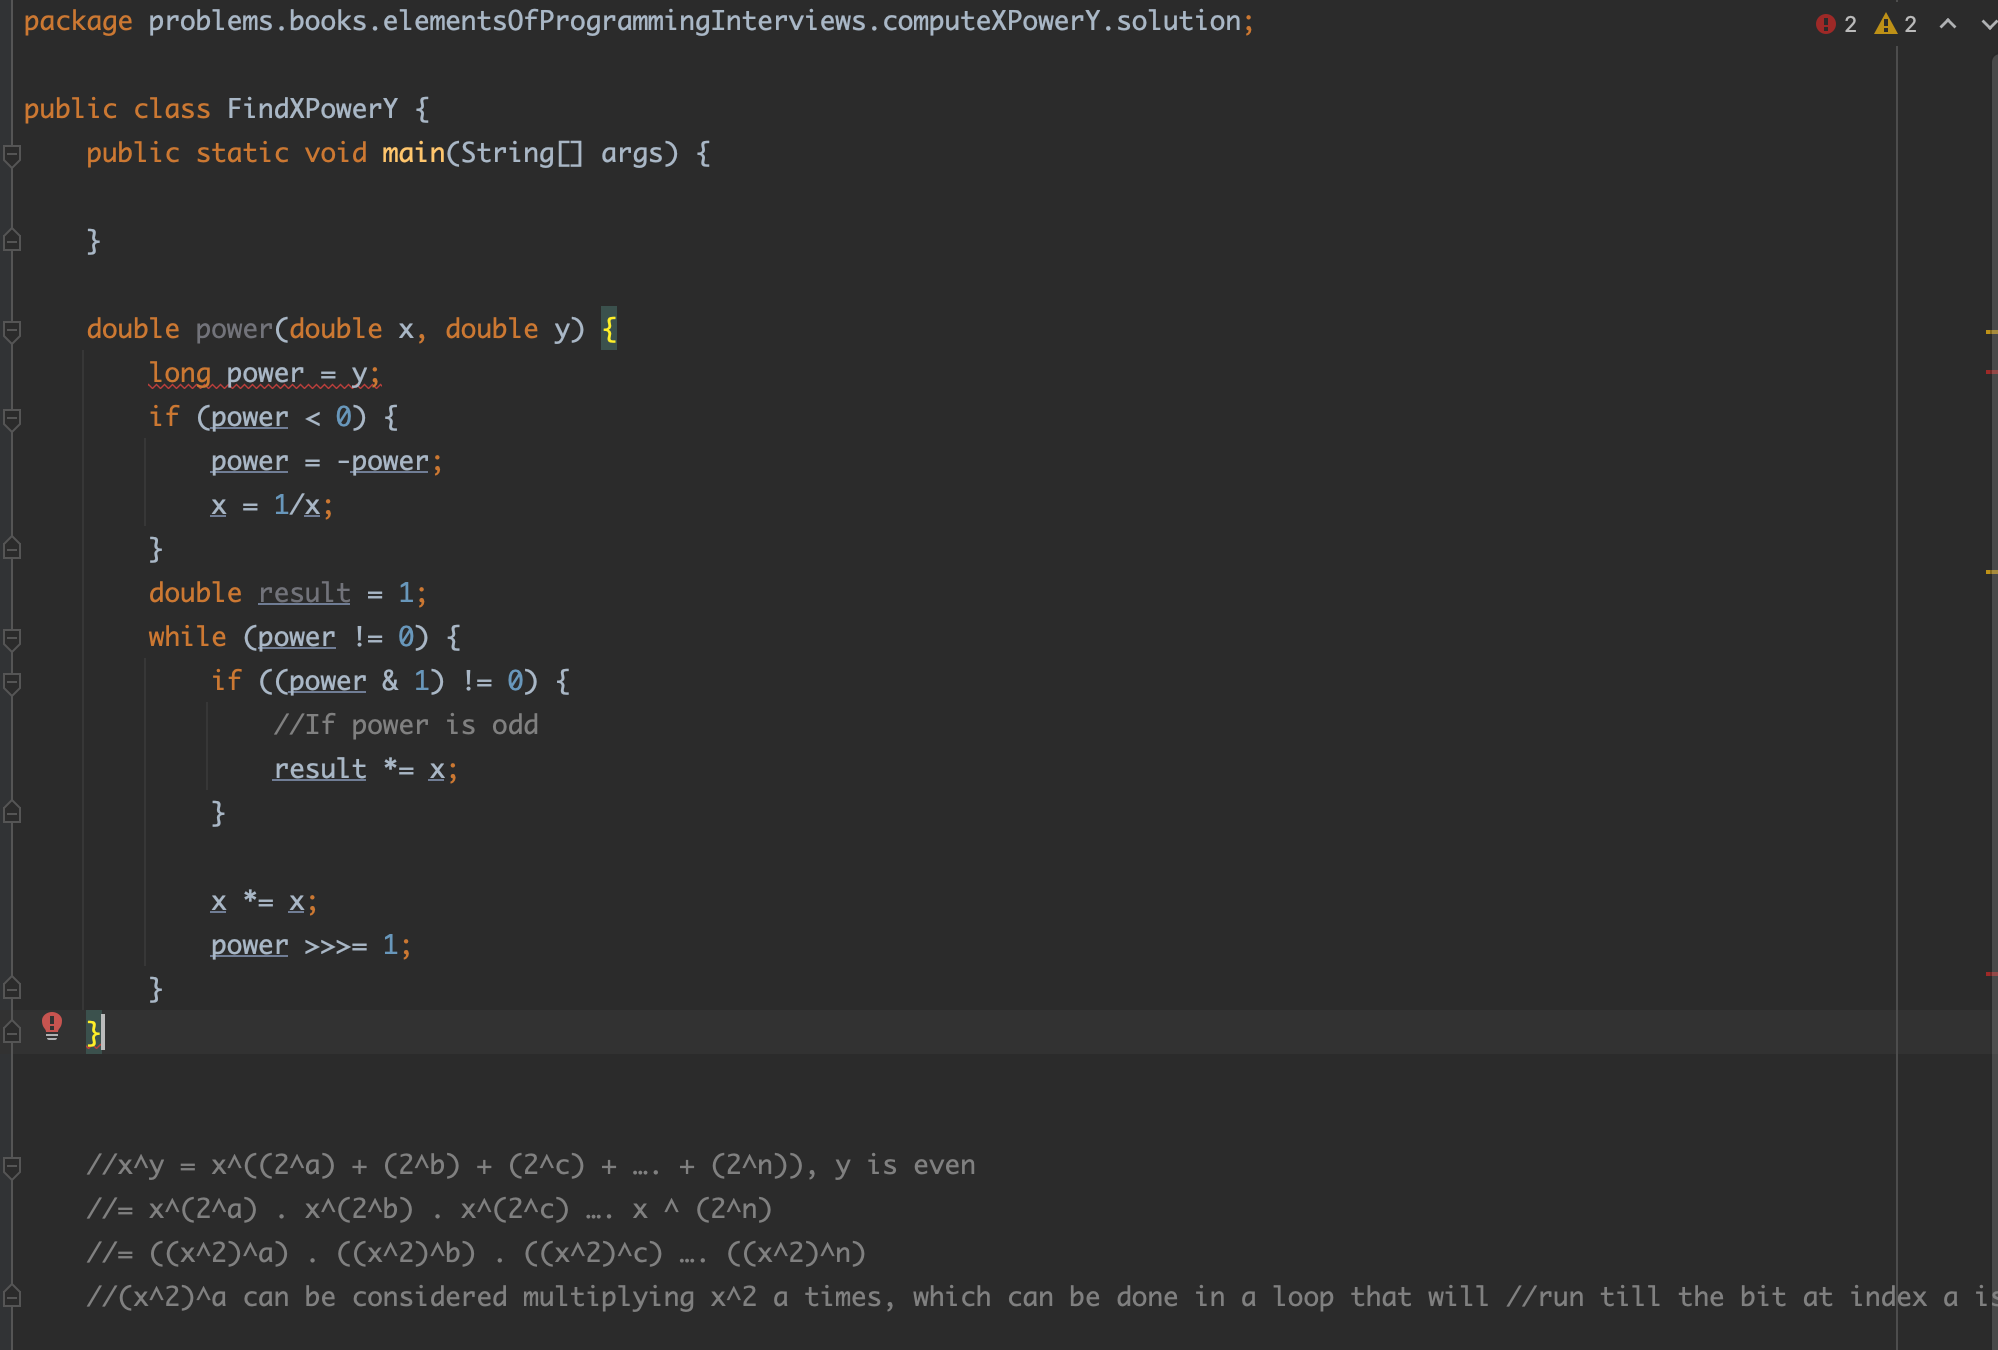 package problems.books.elementsOfProgrammingInterviews.computeXPowerY.solution;
2 2
public class FindXPowerY {
public static void main(String[] args) {
}
double power(double x, double y) {
long power = y;
if (power < 0) {
power = -power;
x = 1/x;
}
double result = 1;
while (power != 0) {
if ((power & 1) != 0) {
//If power is odd
result *= x;
}
x *= x;
power >>>= 1;
}
}
//x^y = x^((2^a) + (2^b) + (2^c) + …. + (2^n)), y is even
//= x^(2^a) . x^(2^b) . x^(2^c) …. x ^ (2^n)
//= ((x^2)^a) . ((x^2)^b) . ((x^2)^c) …. ((x^2)^n)
//(x^2)^a can be considered multiplying x^2 a times, which can be done in a loop that will //run till the bit at index a is